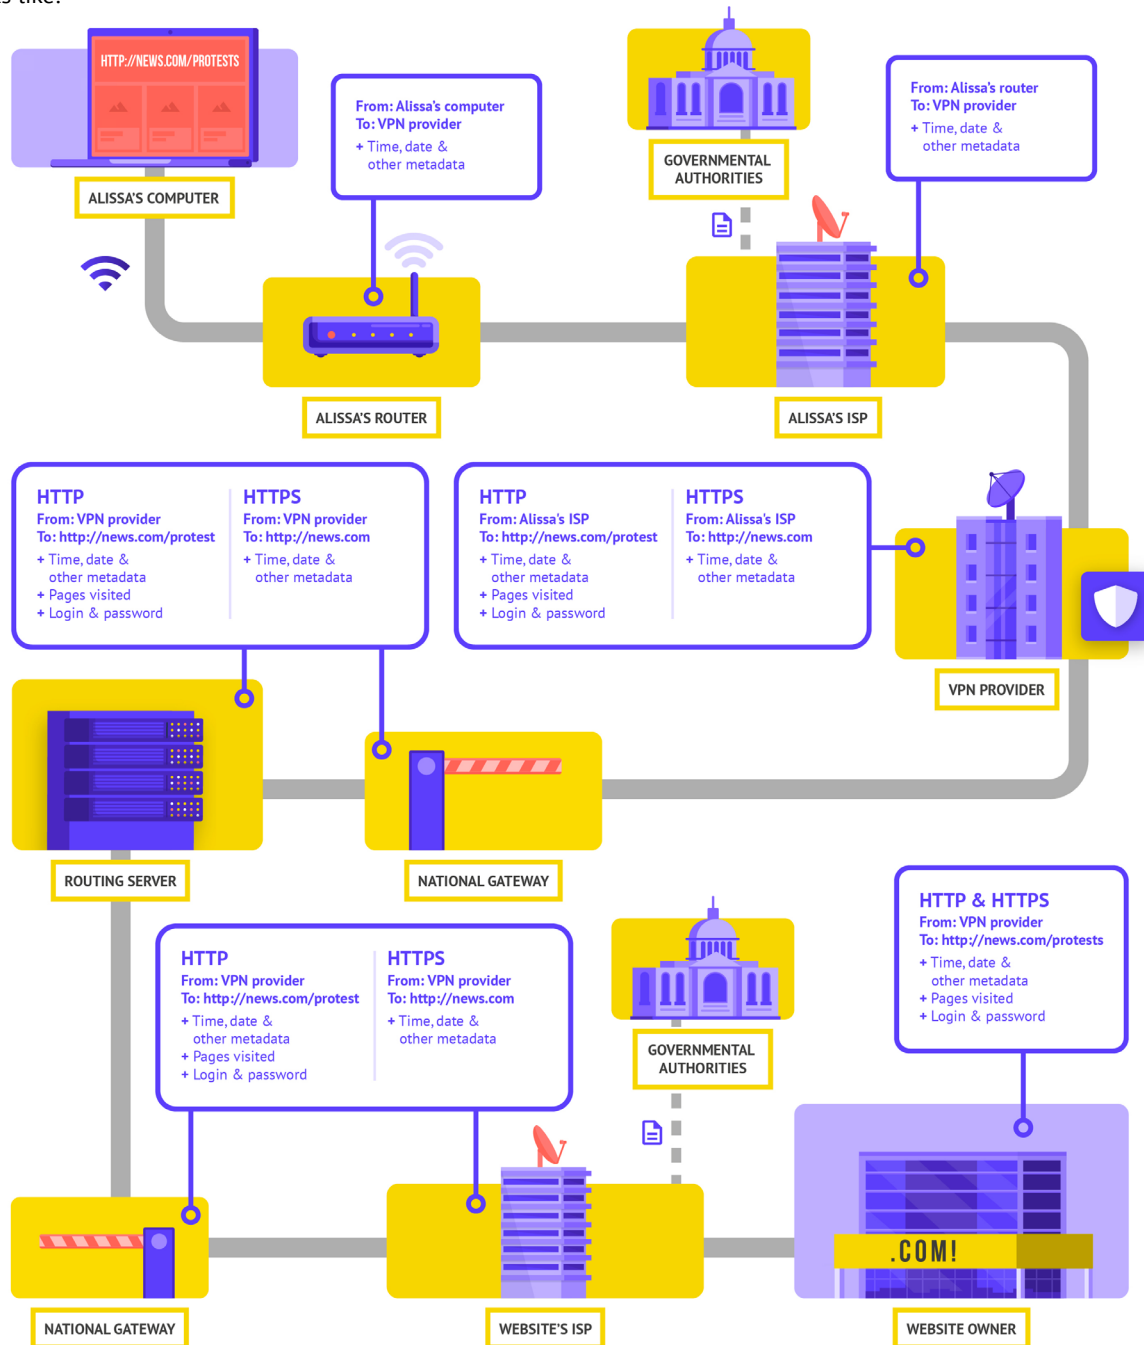 s like?
HTTP://NEWS.COM/PROTESTS
ALISSA'S COMPUTER
From: Alissa's computer
To: VPN provider
+ Time, date &
other metadata
ALISSA'S ROUTER
GOVERNMENTAL
AUTHORITIES
From: Alissa's router
To: VPN provider
+ Time, date &
other metadata
ALISSA'S ISP
HTTP
From: Alissa's ISP
To: http://news.com/protest
+ Time, date &
other metadata
+ Pages visited
+ Login & password
HTTPS
From: Alissa's ISP
To: http://news.com
+ Time, date &
other metadata
VPN PROVIDER
HTTP
From: VPN provider
To: http://news.com/protest
+ Time, date &
other metadata
+ Pages visited
+ Login & password
HTTPS
From: VPN provider
To: http://news.com
+ Time, date &
other metadata
ROUTING SERVER
NATIONAL GATEWAY
HTTP
From: VPN provider
To: http://news.com/protest
+ Time, date &
other metadata
+ Pages visited
+ Login & password
HTTPS
From: VPN provider
To: http://news.com
+ Time, date &
other metadata
GOVERNMENTAL
AUTHORITIES
HTTP & HTTPS
From: VPN provider
To: http://news.com/protests
+ Time, date &
other metadata
+ Pages visited
+ Login & password
.COM!
NATIONAL GATEWAY
WEBSITE'S ISP
WEBSITE OWNER